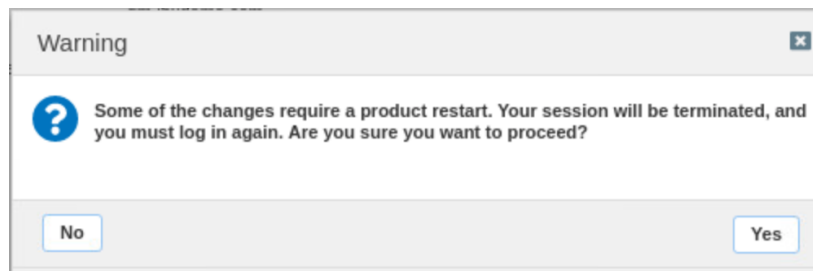 Warning
Some of the changes require a product restart. Your session will be terminated, and
you must log in again. Are you sure you want to proceed?
No
Yes